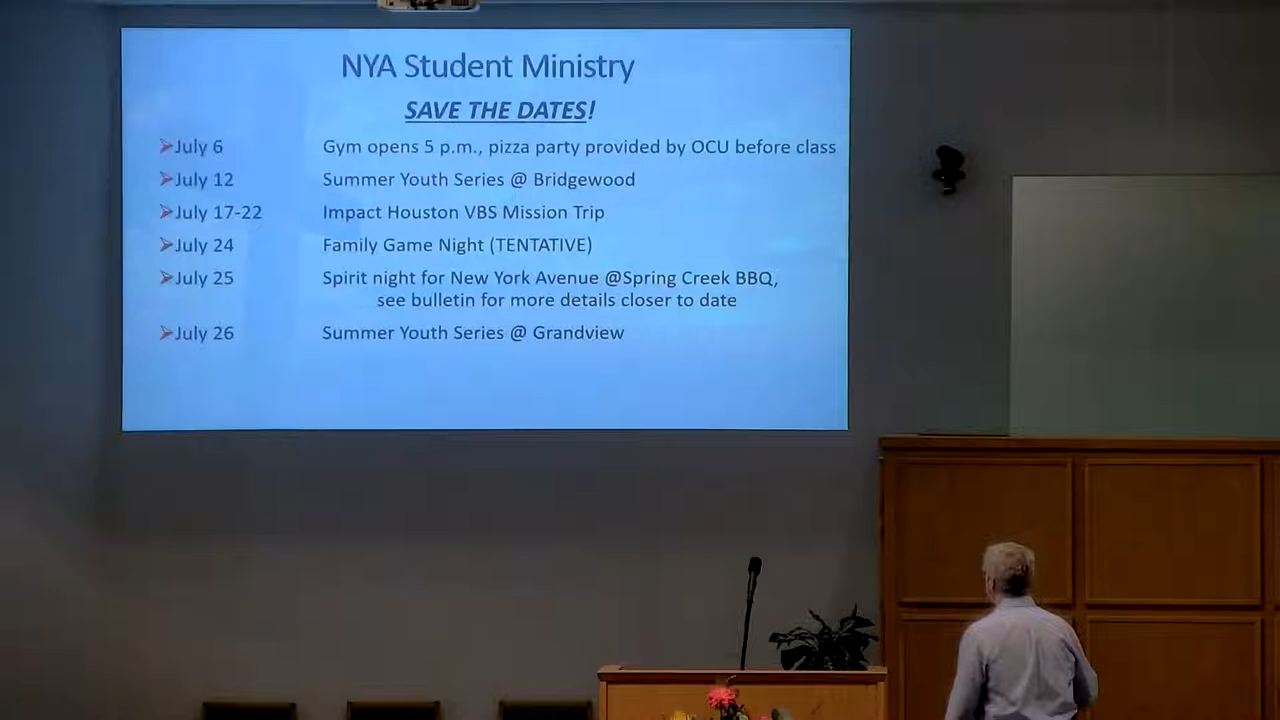 NYA Student Ministry
SAVE THE DATES!
➢July 6 Gym opens 5 p.m., pizza party provided by OCU before class
➢July 12 Summer Youth Series @ Bridgewood
➢July 17-22 Impact Houston VBS Mission Trip
➢July 24 Family Game Night (TENTATIVE)
➢July 25 Spirit night for New York Avenue @Spring Creek BBQ,
see bulletin for more details closer to date
➢July 26 Summer Youth Series @ Grandview